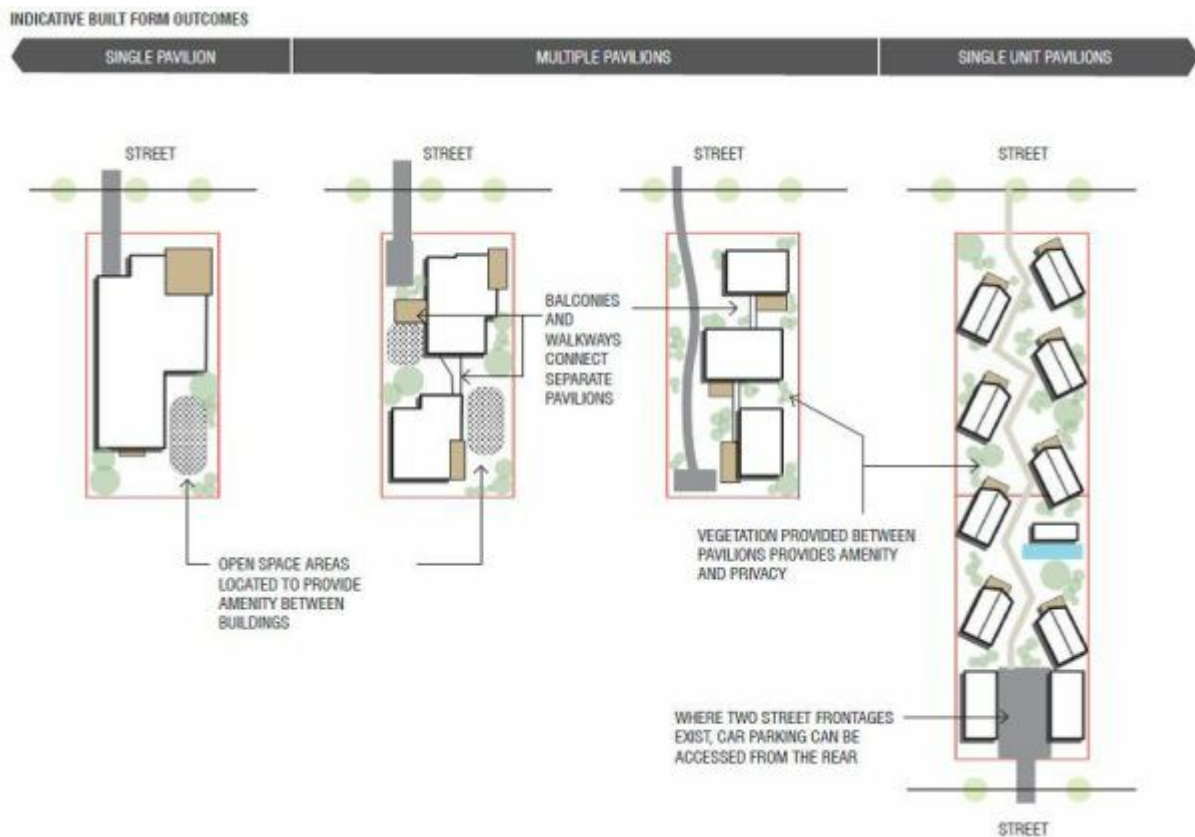 INDICATIVE BUILT FORM OUTCOMES
SINGLE PAVILION
MULTIPLE PAVILIONS
SINGLE UNIT PAVILIONS
STREET
STREET
STREET
STREET
BALCONIES
AND
WALKWAYS
CONNECT
SEPARATE
PAVILIONS
OPEN SPACE AREAS
LOCATED TO PROVIDE
AMENITY BETWEEN
BUILDINGS
VEGETATION PROVIDED BETWEEN
PAVILIONS PROVIDES AMENITY
AND PRIVACY
WHERE TWO STREET FRONTAGES
EXIST, CAR PARKING CAN BE
ACCESSED FROM THE REAR
STREET